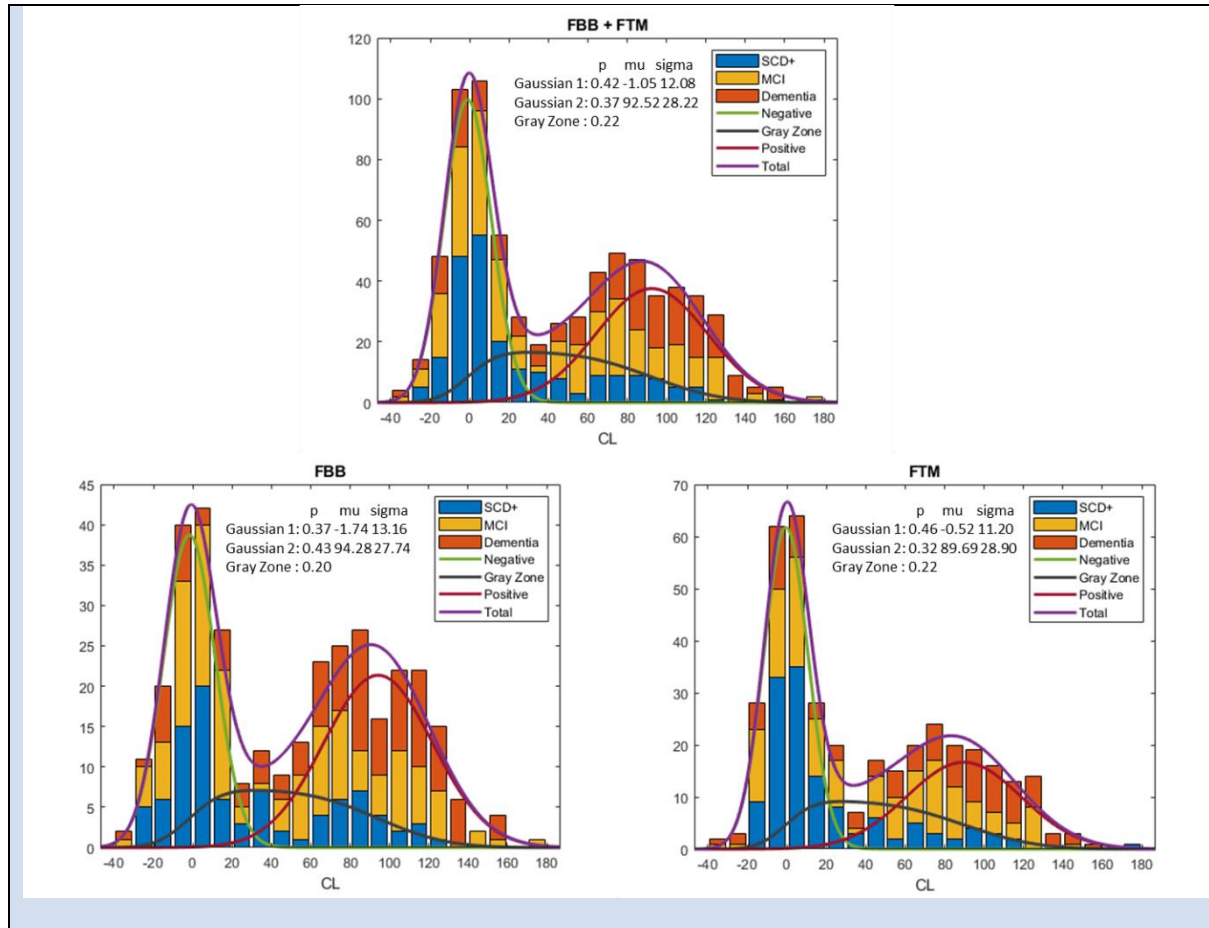 FBB + FTM
120
100
80
60
40
20
0
p mu sigma
Gaussian 1: 0.42 -1.05 12.08
Gaussian 2: 0.37 92.52 28.22
Gray Zone : 0.22
SCD+
MCI
Dementia
Negative
Gray Zone
Positive
Total
-40 -20 0 20 40 60 80 100 120 140 160 180
CL
FBB
45
40
35
30
25
20
15
10
5
0
p mu sigma
Gaussian 1: 0.37 -1.74 13.16
Gaussian 2: 0.43 94.28 27.74
Gray Zone : 0.20
SCD+
MCI
Dementia
Negative
Gray Zone
Positive
Total
-40 -20 0 20 40 60 80 100 120 140 160 180
CL
FTM
70
60
50
40
30
20
10
0
p mu sigma
Gaussian 1: 0.46 -0.52 11.20
Gaussian 2: 0.32 89.69 28.90
Gray Zone : 0.22
SCD+
MCI
Dementia
Negative
Gray Zone
Positive
Total
-40 -20 0 20 40 60 80 100 120 140 160 180
CL